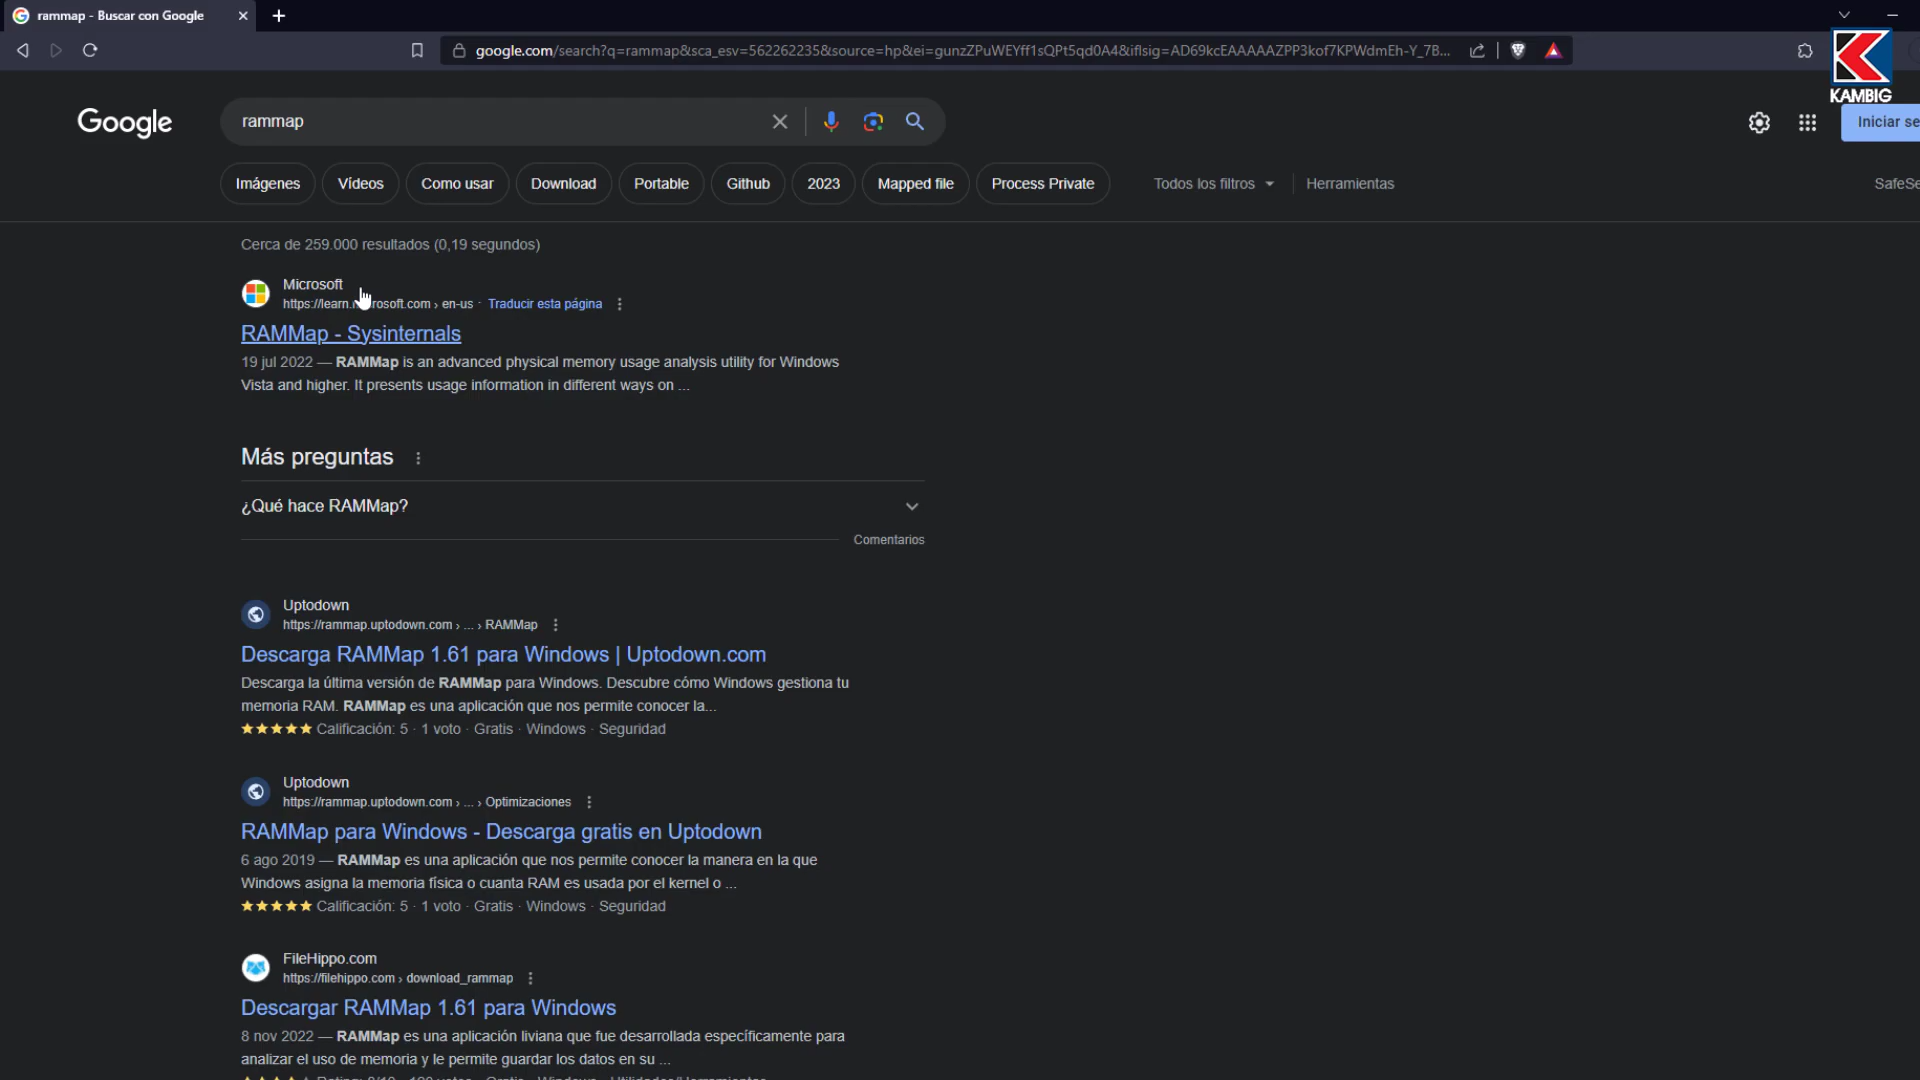 rammap - Buscar con Google
google.com/search?q=rammap&sca_esv=562262235&source=hp&ei=gunzZPuWEYff1sQPt5qd0A4&iflsig=AD69kcEAAAAAZPP3kof7KPWdmEh-Y_7B...
KAMBIG
Google
rammap
Iniciar se
Imágenes
Vídeos
Como usar
Download
Portable
Github
2023
Mapped file
Process Private
Todos los filtros
Herramientas
SafeSe
Cerca de 259.000 resultados (0,19 segundos)
Microsoft
https://learn. rosoft.com › en-us · Traducir esta página
RAMMap - Sysinternals
19 jul 2022 — RAMMap is an advanced physical memory usage analysis utility for Windows
Vista and higher. It presents usage information in different ways on ...
Más preguntas
¿Qué hace RAMMap?
Comentarios
Uptodown
https://rammap.uptodown.com › ... › RAMMap
Descarga RAMMap 1.61 para Windows | Uptodown.com
Descarga la última versión de RAMMap para Windows. Descubre cómo Windows gestiona tu
memoria RAM. RAMMap es una aplicación que nos permite conocer la...
Calificación: 5 · 1 voto · Gratis · Windows · Seguridad
Uptodown
https://rammap.uptodown.com › ... › Optimizaciones
RAMMap para Windows - Descarga gratis en Uptodown
6 ago 2019 — RAMMap es una aplicación que nos permite conocer la manera en la que
Windows asigna la memoria física o cuanta RAM es usada por el kernel o ...
Calificación: 5 · 1 voto · Gratis · Windows · Seguridad
FileHippo.com
https://filehippo.com › download_rammap
Descargar RAMMap 1.61 para Windows
8 nov 2022 — RAMMap es una aplicación liviana que fue desarrollada específicamente para
analizar el uso de memoria y le permite guardar los datos en su ...